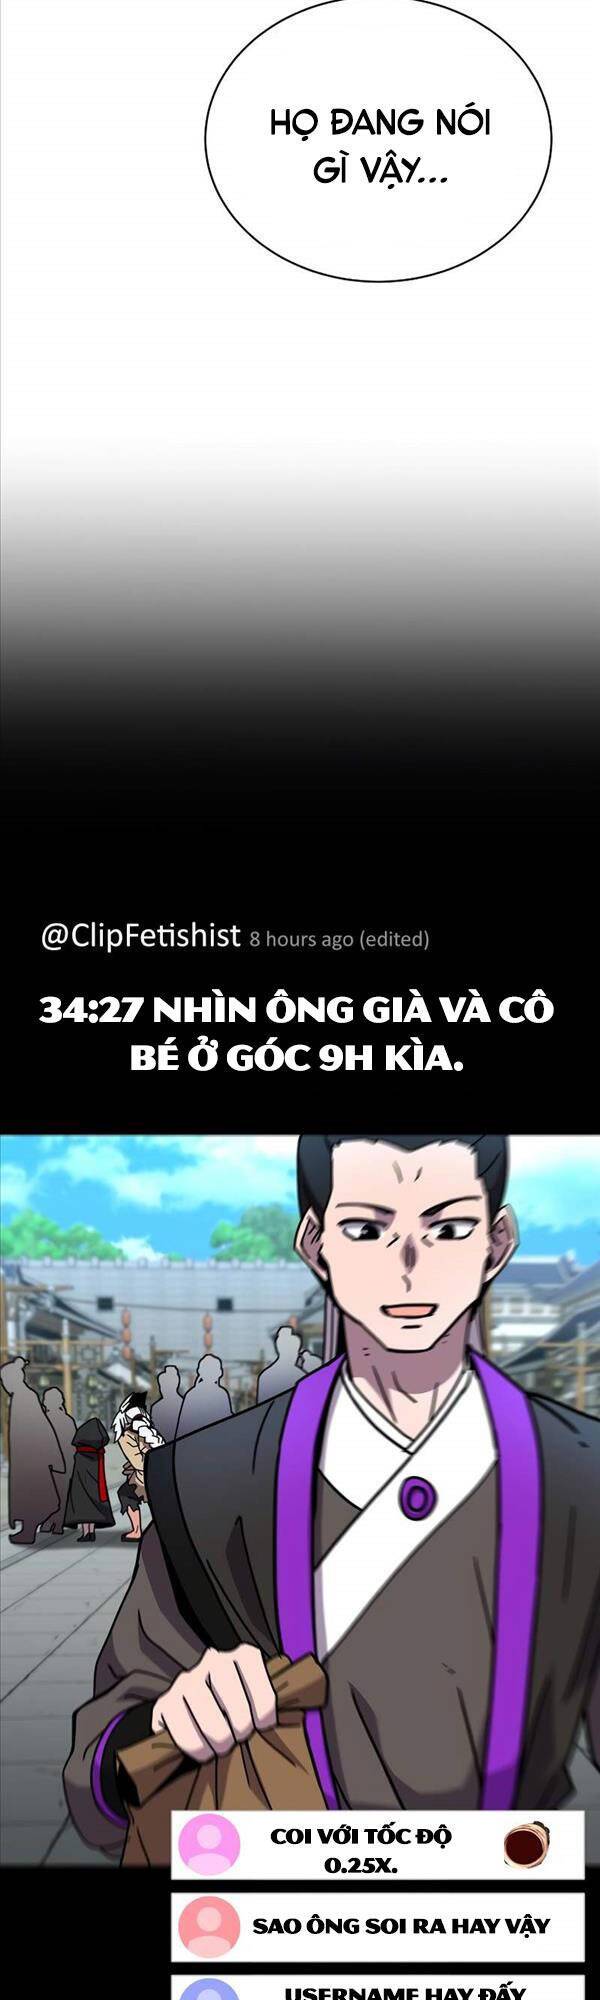 HỌ ĐANG NÓI
GÌ VẬY...
@ClipFetishist 8 hours ago (edited)
34:27 NHÌN ÔNG GIÀ VÀ CÔ
BÉ Ở GÓC 9H KÌA.
COI VỚI TỐC ĐỘ
0.25X.
SAO ÔNG SOI RA HAY VẬY
USERNAME HAY ĐẤY